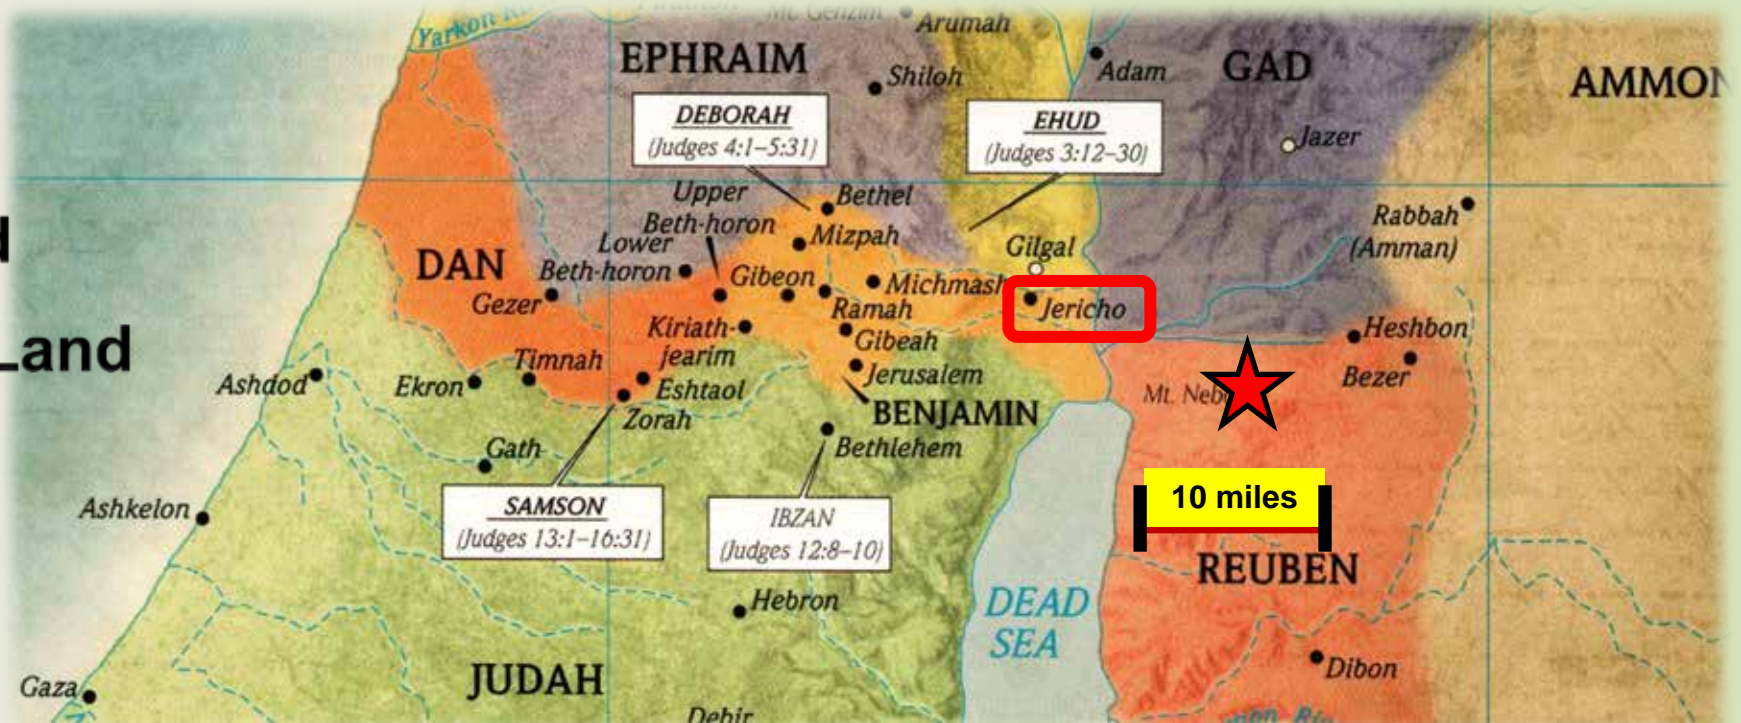 Yarkon
Mt. Gerizim
Arumah
EPHRAIM
Shiloh
Adam
GAD
AMMON
DEBORAH
(Judges 4:1–5:31)
EHUD
(Judges 3:12–30)
Jazer
Upper
Beth-horon
Bethel
Mizpah
Rabbah
(Amman)
Lower
Beth-horon
DAN
Gezer
Gibeon
Michmash
Gilgal
Ramah
Jericho
Kiriath-
jearim
Gibeah
Heshbon
Land
Timnah
Ashdod
Ekron
Eshtaol
Jerusalem
Bezer
Mt. Neb
Zorah
BENJAMIN
Gath
Bethlehem
Ashkelon
SAMSON
(Judges 13:1–16:31)
IBZAN
(Judges 12:8–10)
10 miles
REUBEN
Hebron
DEAD
SEA
JUDAH
Dibon
Gaza
Debir